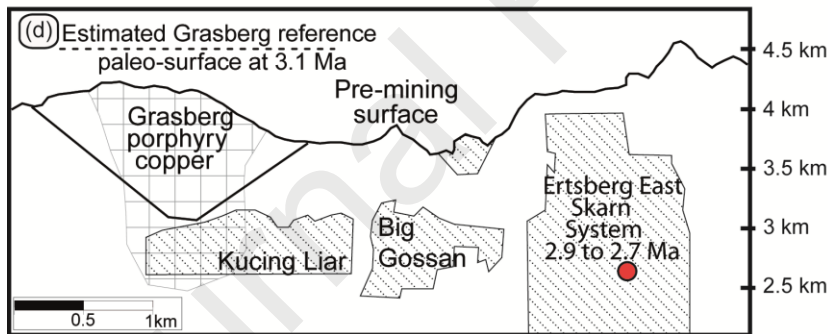 (d) Estimated Grasberg reference
paleo-surface at 3.1 Ma
4.5 km
Pre-mining
surface
4 km
Grasberg
porphyry
copper
3.5 km
Ertsberg East
Skarn
System
2.9 to 2.7 Ma
3 km
Kucing Liar
Big
Gossan
2.5 km
0.5 1km